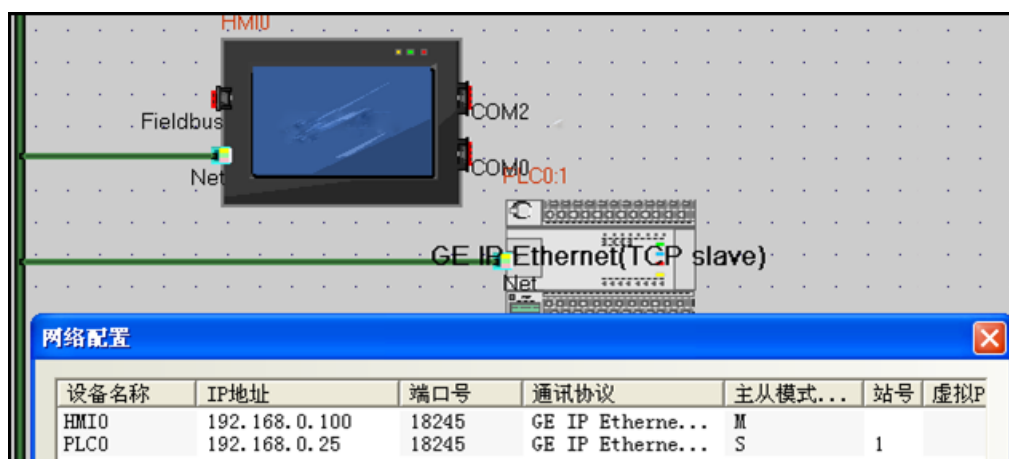 HMI0
Fieldbus
COM2
Net
COM0
PLC0:1
GE IP Ethernet(TCP slave)
Net
网络配置
设备名称 IP地址 端口号 通讯协议 主从模式... 站号 虚拟P
HMI0 192.168.0.100 18245 GE IP Etherne... M
PLC0 192.168.0.25 18245 GE IP Etherne... S 1